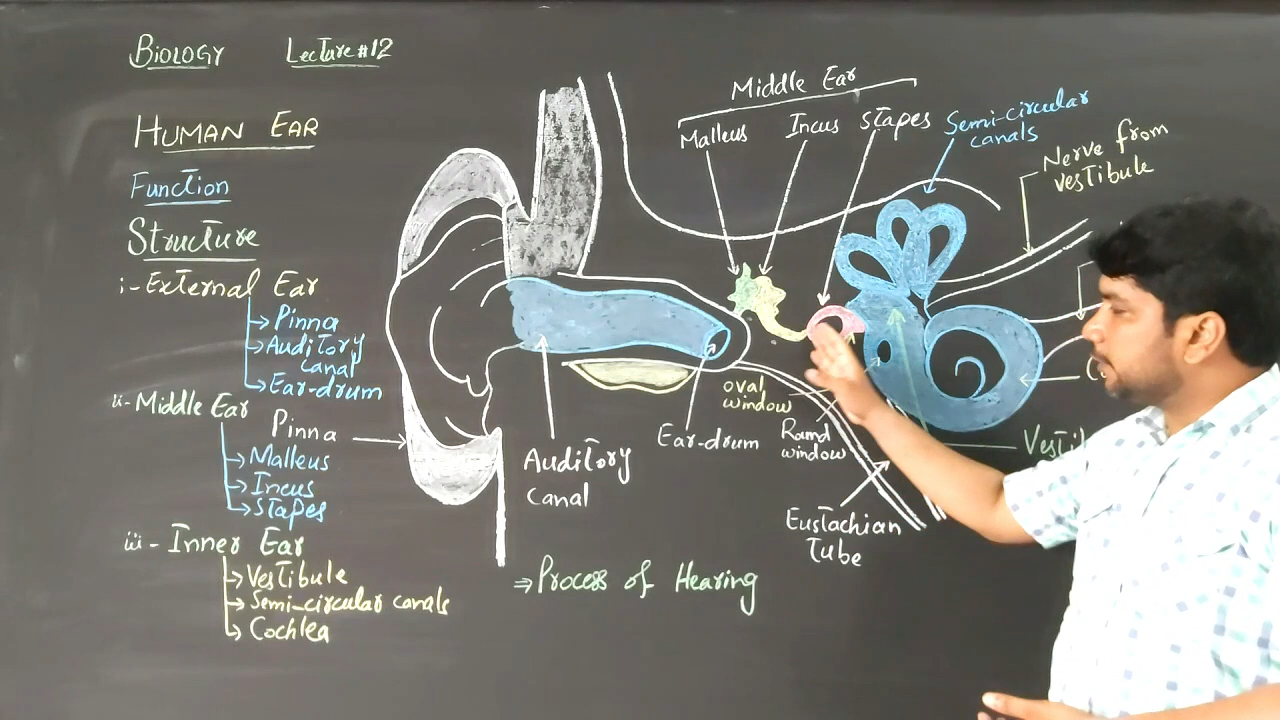 BIOLOGY Lecture #12
HUMAN EAR
Function
Structure
i- External Ear
Pinna
Auditory
canal
Ear-drum
ii- Middle Ear
Malleus
Incus
Stapes
iii- Inner Ear
Vestibule
Semi-circular canals
Cochlea
Middle Ear
Malleus
Incus
Stapes
Semi-circular
canals
Nerve from
vestibule
Pinna
Auditory
canal
Ear-drum
oval
window
Round
window
Eustachian
Tube
⇒ Process of Hearing